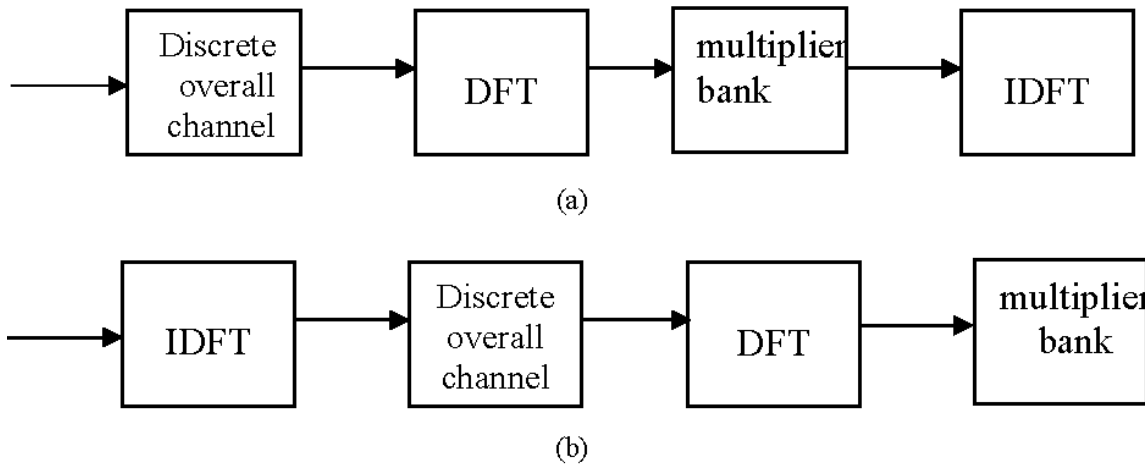 Discrete
overall
channel
DFT
multiplier
bank
IDFT
(a)
IDFT
Discrete
overall
channel
DFT
multiplier
bank
(b)